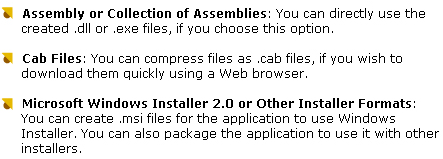 Assembly or Collection of Assemblies: You can directly use the
created .dll or .exe files, if you choose this option.
Cab Files: You can compress files as .cab files, if you wish to
download them quickly using a Web browser.
Microsoft Windows Installer 2.0 or Other Installer Formats:
You can create .msi files for the application to use Windows
Installer. You can also package the application to use it with other
installers.